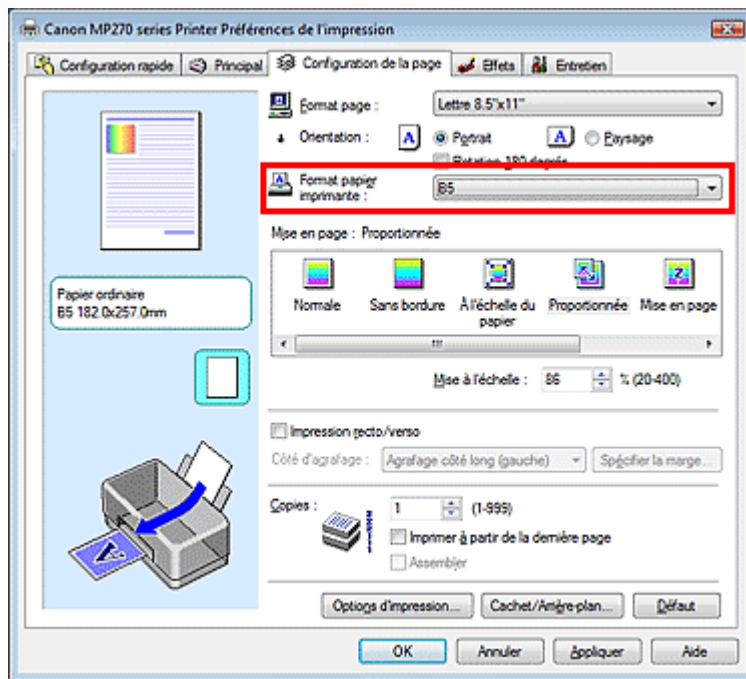 Canon MP270 series Printer Préférences de l'impression
Configuration rapide Principal Configuration de la page Effets Entretien
Format page : Lettre 8.5"x11"
Orientation : A Portrait A Paysage
Rotation 180 degrés
Format papier imprimante : B5
Mise en page : Proportionnée
Normale Sans bordure À l'échelle du papier Proportionnée Mise en page
Papier ordinaire
B5 182.0x257.0mm
Mise à l'échelle : 86 % (20-400)
Impression recto/verso
Côté d'agrafage : Agrafage côté long (gauche) Spécifier la marge...
Copies : 1 (1-999)
Imprimer à partir de la dernière page
Assembler
Options d'impression... Cachet/Arrière-plan... Défaut
OK Annuler Appliquer Aide